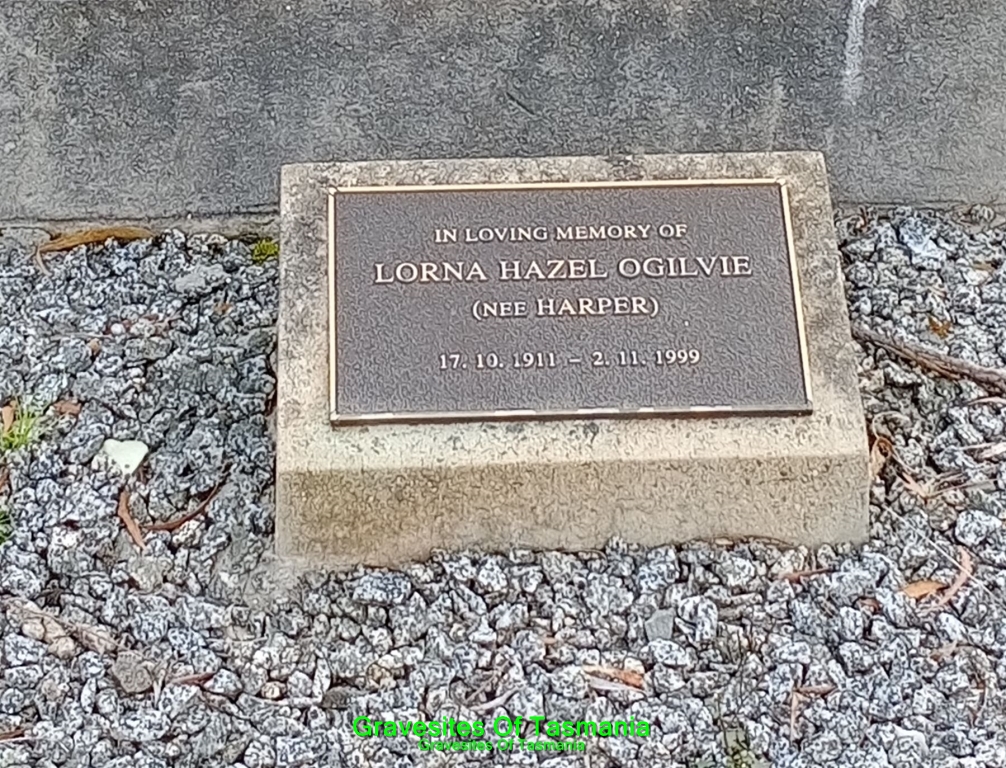 IN LOVING MEMORY OF
LORNA HAZEL OGILVIE
(NEE HARPER)
17. 10. 1911 – 2. 11. 1999
Gravesites Of Tasmania
Gravesites Of Tasmania